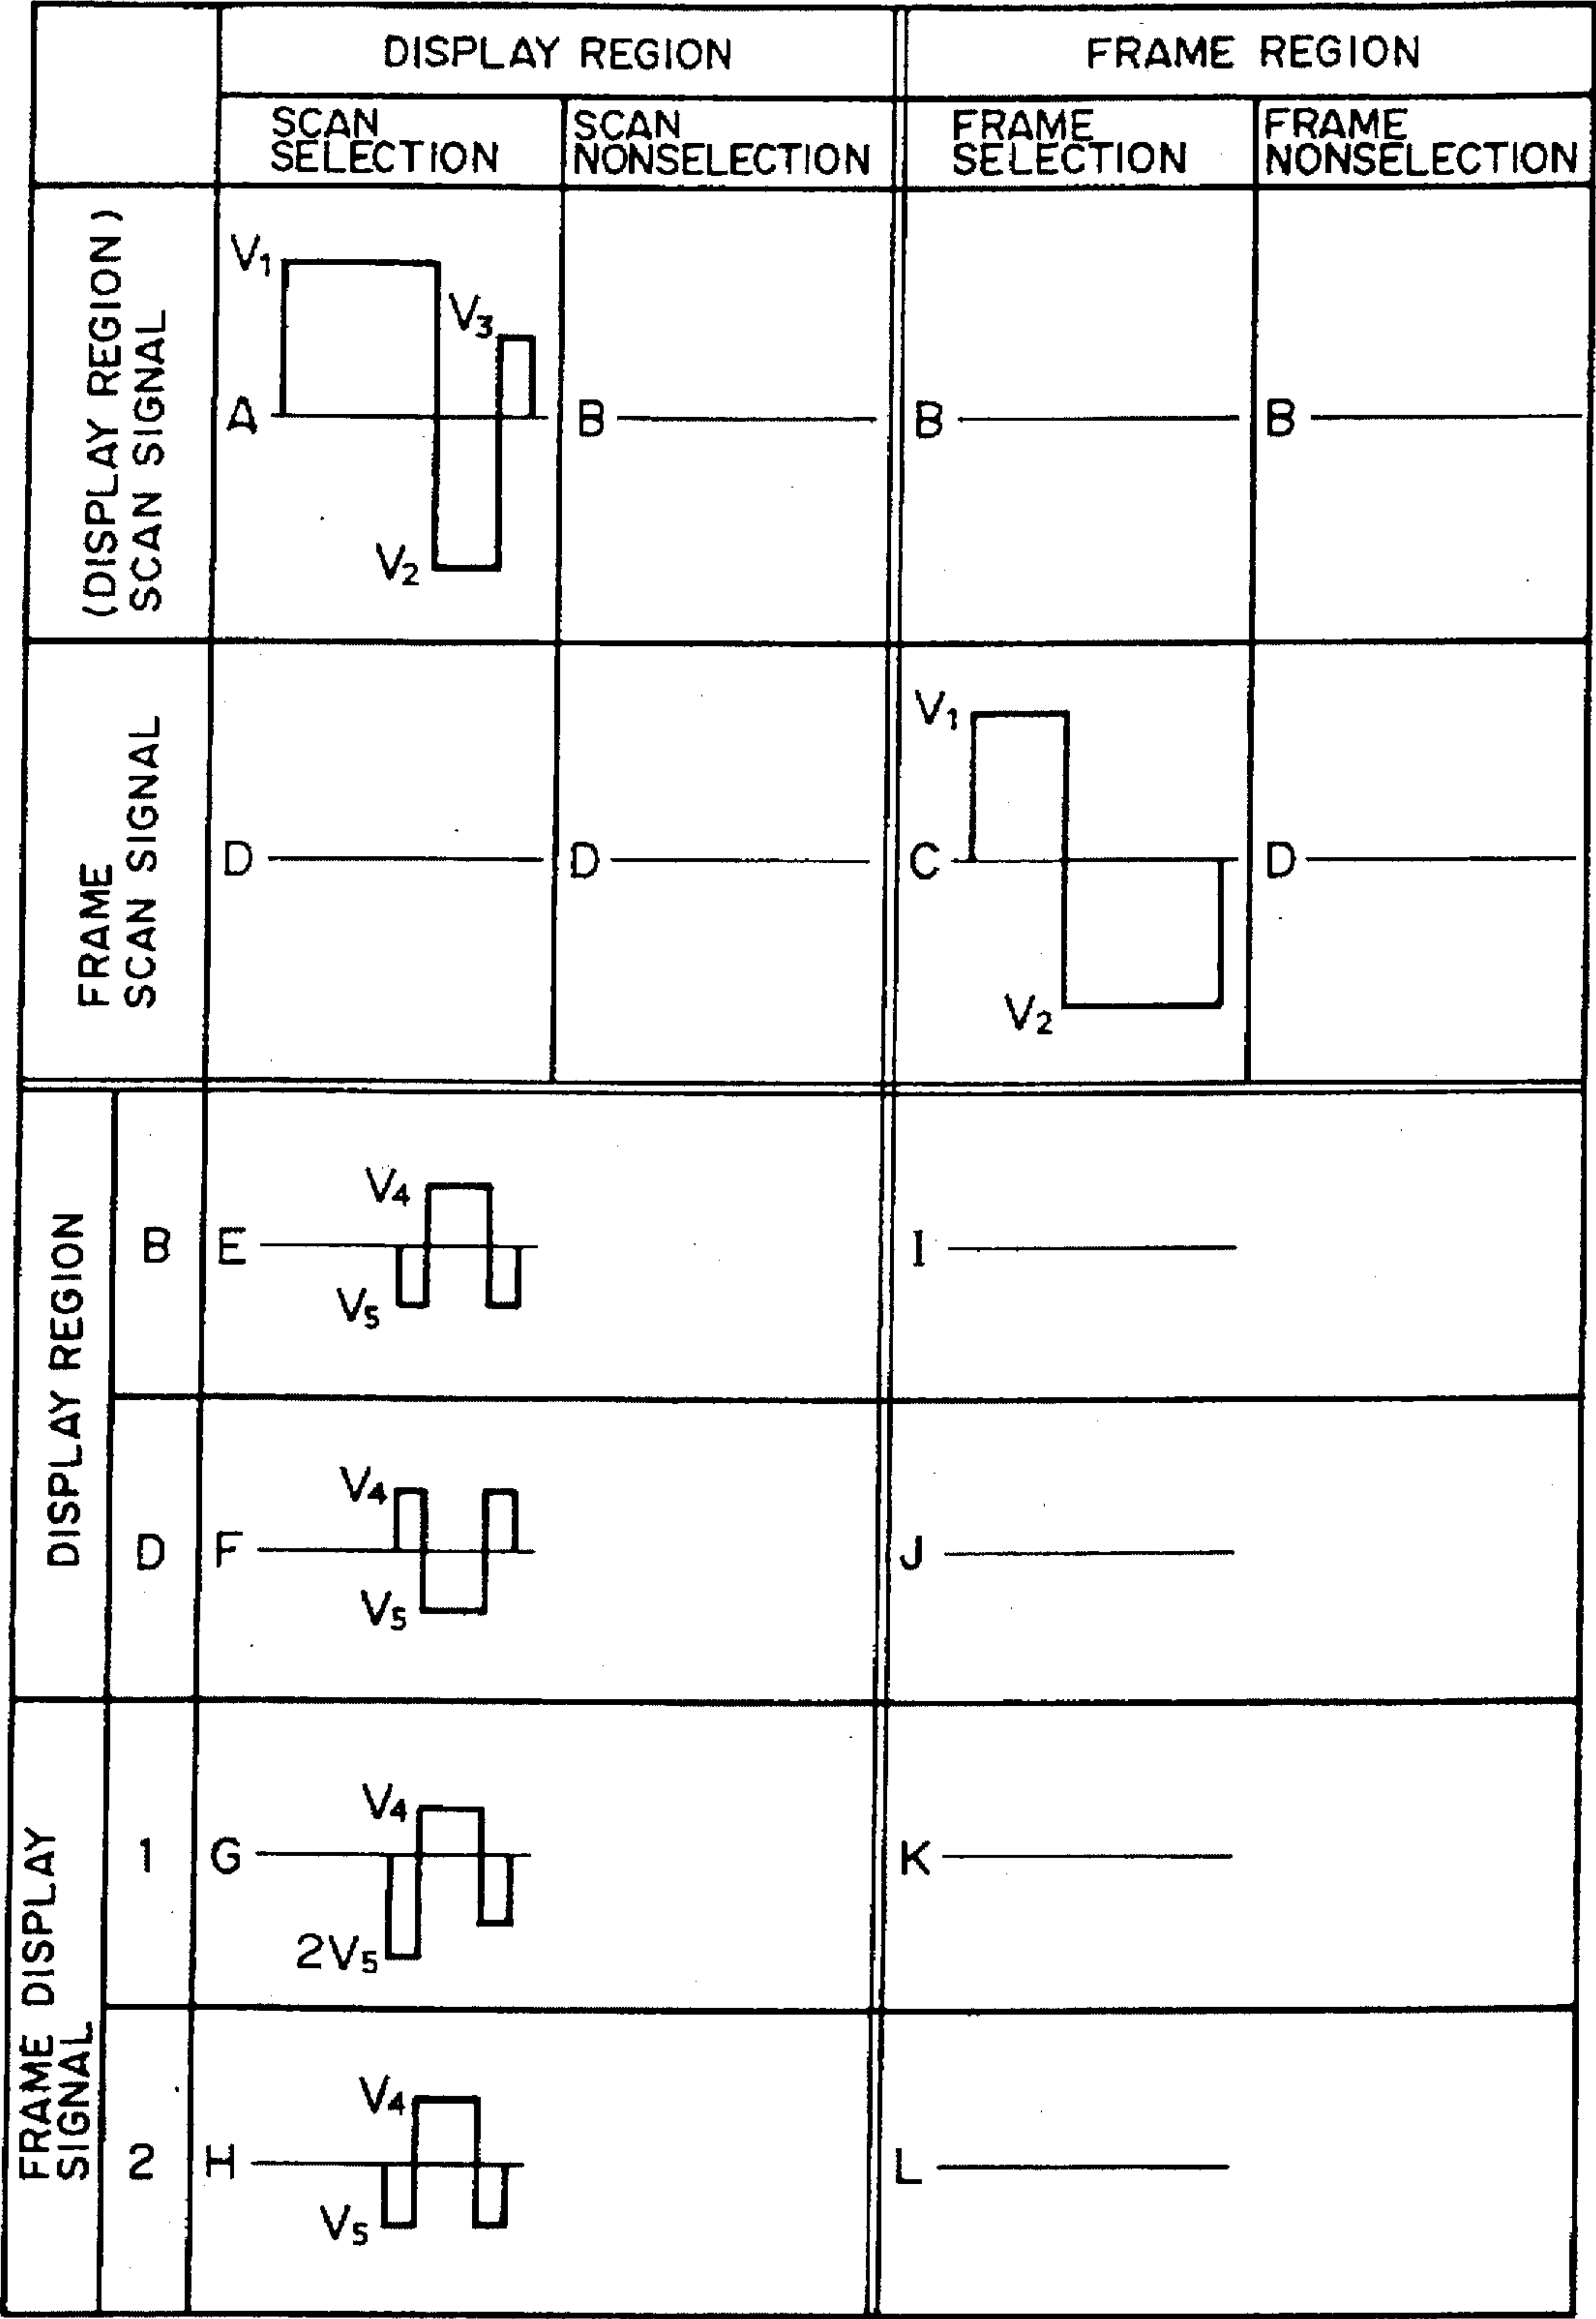 DISPLAY REGION
FRAME REGION
SCAN
SELECTION
SCAN
NONSELECTION
FRAME
SELECTION
FRAME
NONSELECTION
(DISPLAY REGION)
SCAN SIGNAL
V1
V3
A
V2
B
B
B
FRAME
SCAN SIGNAL
D
D
V1
C
V2
D
DISPLAY REGION
B
E
V4
V5
I
D
F
V4
V5
J
FRAME DISPLAY
SIGNAL
1
G
V4
2V5
K
2
H
V4
V5
L